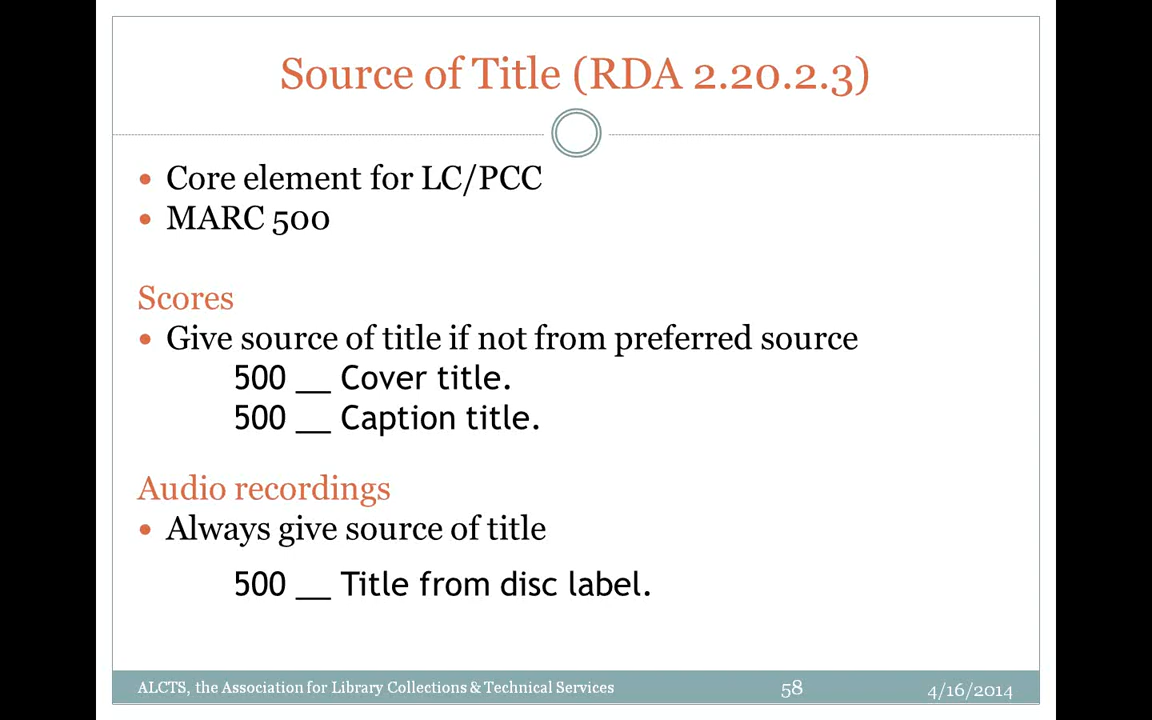 Source of Title (RDA 2.20.2.3)
• Core element for LC/PCC
• MARC 500
Scores
• Give source of title if not from preferred source
500 __ Cover title.
500 __ Caption title.
Audio recordings
• Always give source of title
500 __ Title from disc label.
ALCTS, the Association for Library Collections & Technical Services 58 4/16/2014